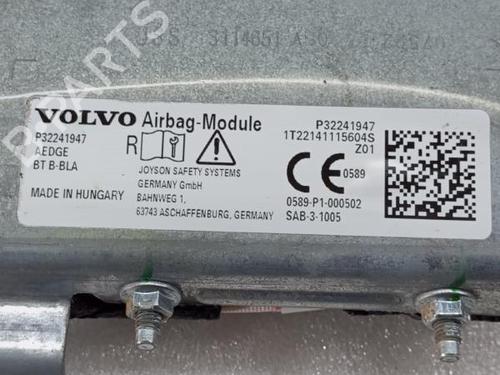 VOLVO Airbag-Module
P32241947
P32241947
1T22141115604S
AEDGE
Z01
BT B-BLA
R
JOYSON SAFETY SYSTEMS
GERMANY GmbH
BAHNWEG 1,
63743 ASCHAFFENBURG, GERMANY
MADE IN HUNGARY
CE 0589
0589-P1-000502
SAB-3-1005
PARTS